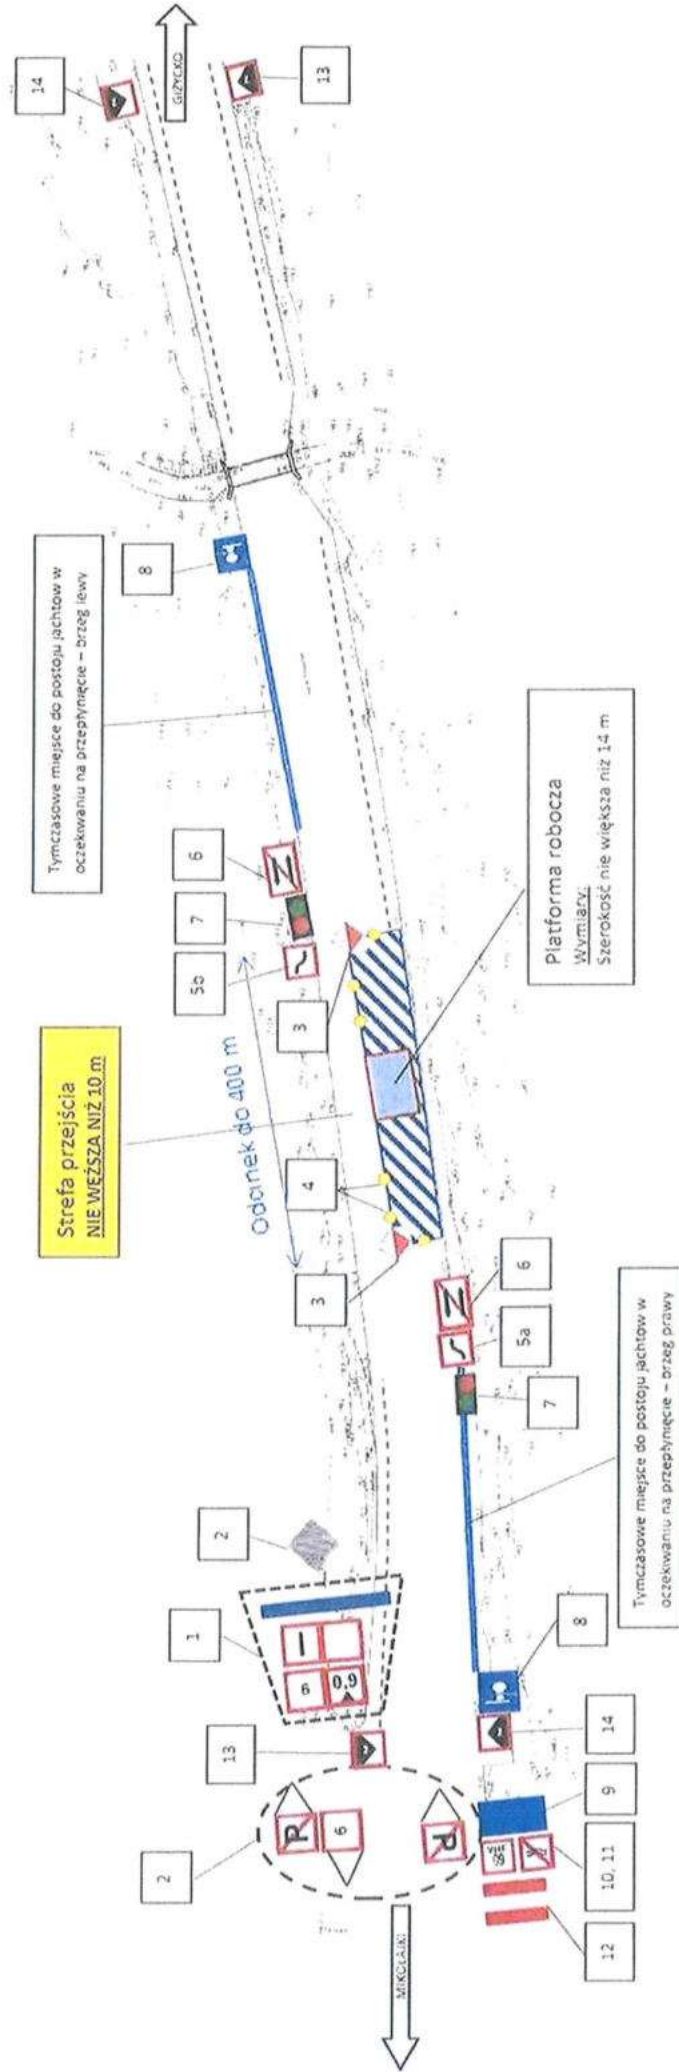 14
GIŻYCKO
13
Tymczasowe miejsce do postoju jachtów w
oczekiwaniu na przepłynięcie – brzeg lewy
8
6
7
5b
Strefa przejścia
NIE WĘŻSZA NIŻ 10 m
Odcinek do 400 m
3
4
3
Platforma robocza
Wymiary:
Szerokość nie większa niż 14 m
6
5a
7
Tymczasowe miejsce do postoju jachtów w
oczekiwaniu na przepłynięcie – brzeg prawy
2
1
6
0.9
13
8
14
2
P
6
P
9
10, 11
12
MIKOŁAJKI